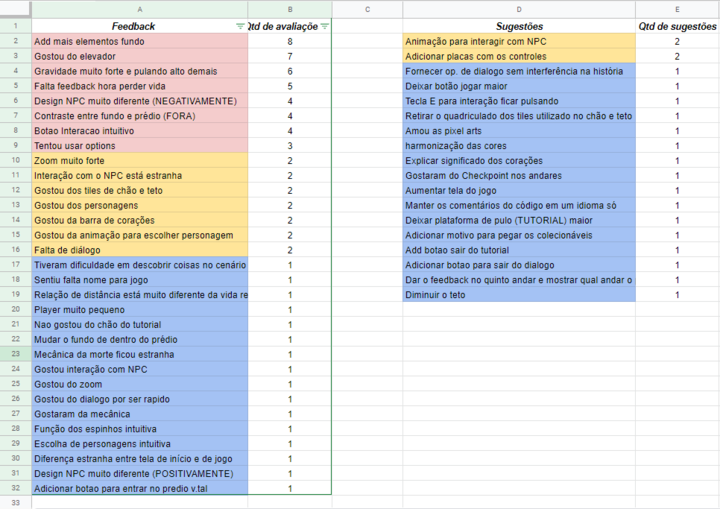 A B C D E
1 Feedback Qtd de avaliaçõe Sugestões Qtd de sugestões
2 Add mais elementos fundo 8 Animação para interagir com NPC 2
3 Gostou do elevador 7 Adicionar placas com os controles 2
4 Gravidade muito forte e pulando alto demais 6 Fornecer op. de dialogo sem interferência na história 1
5 Falta feedback hora perder vida 5 Deixar botão jogar maior 1
6 Design NPC muito diferente (NEGATIVAMENTE) 4 Tecla E para interação ficar pulsando 1
7 Contraste entre fundo e prédio (FORA) 4 Retirar o quadriculado dos tiles utilizado no chão e teto 1
8 Botao Interacao intuitivo 4 Amou as pixel arts 1
9 Tentou usar options 3 harmonização das cores 1
10 Zoom muito forte 2 Explicar significado dos corações 1
11 Interação com o NPC está estranha 2 Gostaram do Checkpoint nos andares 1
12 Gostou dos tiles de chão e teto 2 Aumentar tela do jogo 1
13 Gostou dos personagens 2 Manter os comentários do código em um idioma só 1
14 Gostou da barra de corações 2 Deixar plataforma de pulo (TUTORIAL) maior 1
15 Gostou da animação para escolher personagem 2 Adicionar motivo para pegar os colecionáveis 1
16 Falta de diálogo 2 Add botao sair do tutorial 1
17 Tiveram dificuldade em descobrir coisas no cenário 1 Adicionar botao para sair do dialogo 1
18 Sentiu falta nome para jogo 1 Dar o feedback no quinto andar e mostrar qual andar o 1
19 Relação de distância está muito diferente da vida re 1 Diminuir o teto 1
20 Player muito pequeno 1
21 Nao gostou do chão do tutorial 1
22 Mudar o fundo de dentro do prédio 1
23 Mecânica da morte ficou estranha 1
24 Gostou interação com NPC 1
25 Gostou do zoom 1
26 Gostou do dialogo por ser rapido 1
27 Gostaram da mecânica 1
28 Função dos espinhos intuitiva 1
29 Escolha de personagens intuitiva 1
30 Diferença estranha entre tela de início e de jogo 1
31 Design NPC muito diferente (POSITIVAMENTE) 1
32 Adicionar botao para entrar no predio v.tal 1
33